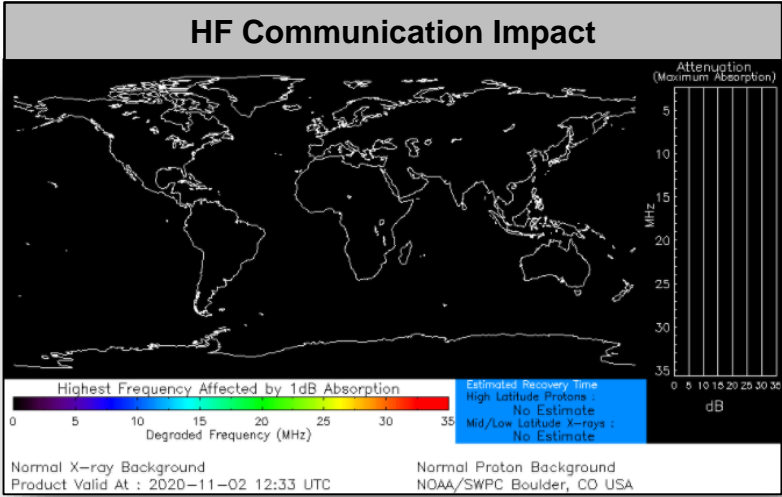 HF Communication Impact
Attenuation
(Maximum Absorption)
5
10
15
20
25
30
35
MHz
0 5 10 15 20 25 30 35
dB
Highest Frequency Affected by 1dB Absorption
0 5 10 15 20 25 30 35
Degraded Frequency (MHz)
Estimated Recovery Time
High Latitude Protons :
No Estimate
Mid/Low Latitude X-rays :
No Estimate
Normal X-ray Background
Normal Proton Background
Product Valid At : 2020-11-02 12:33 UTC
NOAA/SWPC Boulder, CO USA